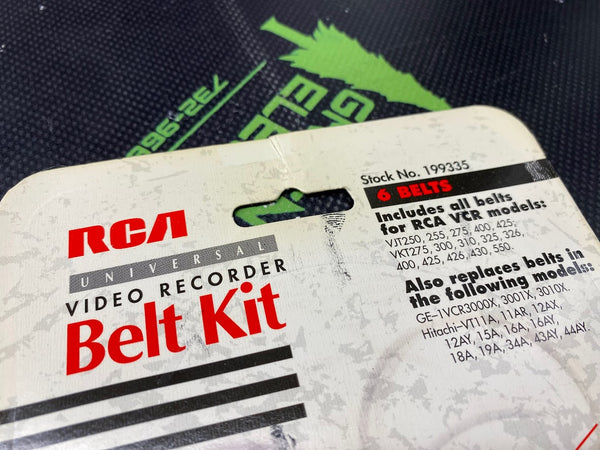 RCA
UNIVERSAL
VIDEO RECORDER
Belt Kit
Stock No. 199335
6 BELTS
Includes all belts
for RCA VCR models:
VJT250, 255, 275, 400, 425;
VKT275, 300, 310, 325, 326,
400, 425, 426, 430, 550.
Also replaces belts in
the following models:
GE-1VCR3000X, 3001X, 3010X.
Hitachi-VT11A, 11AR, 12AX,
12AY, 15A, 16A, 16AY,
18A, 19A, 34A, 43AY, 44AY.